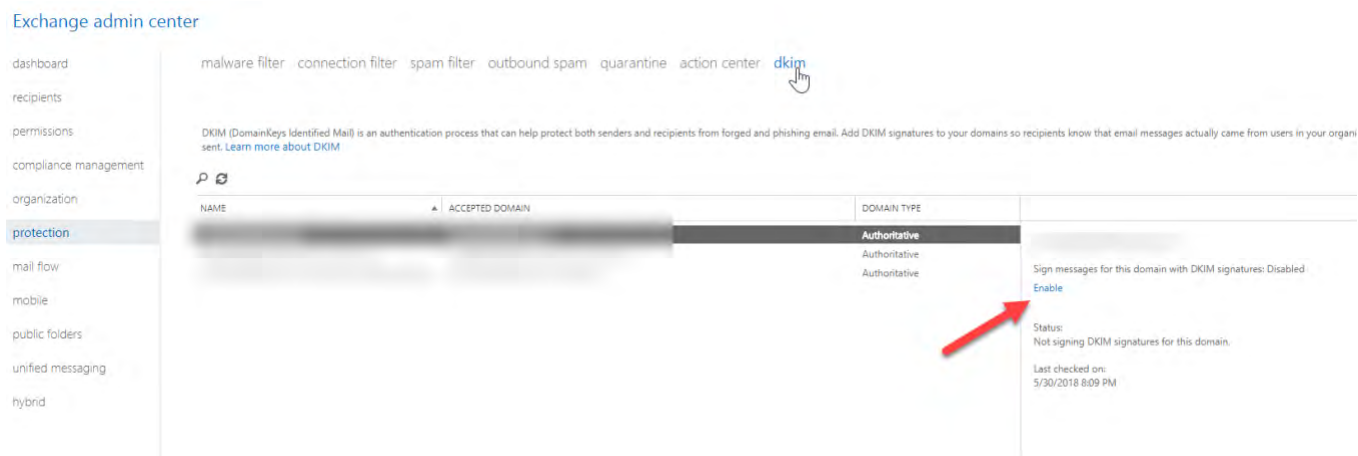 Exchange admin center
dashboard
recipients
permissions
compliance management
organization
protection
mail flow
mobile
public folders
unified messaging
hybrid
malware filter connection filter spam filter outbound spam quarantine action center dkim
DKIM (DomainKeys Identified Mail) is an authentication process that can help protect both senders and recipients from forged and phishing email. Add DKIM signatures to your domains so recipients know that email messages actually came from users in your organi
sent. Learn more about DKIM
NAME ACCEPTED DOMAIN DOMAIN TYPE
Authoritative
Authoritative
Authoritative
Sign messages for this domain with DKIM signatures: Disabled
Enable
Status:
Not signing DKIM signatures for this domain.
Last checked on:
5/30/2018 8:09 PM